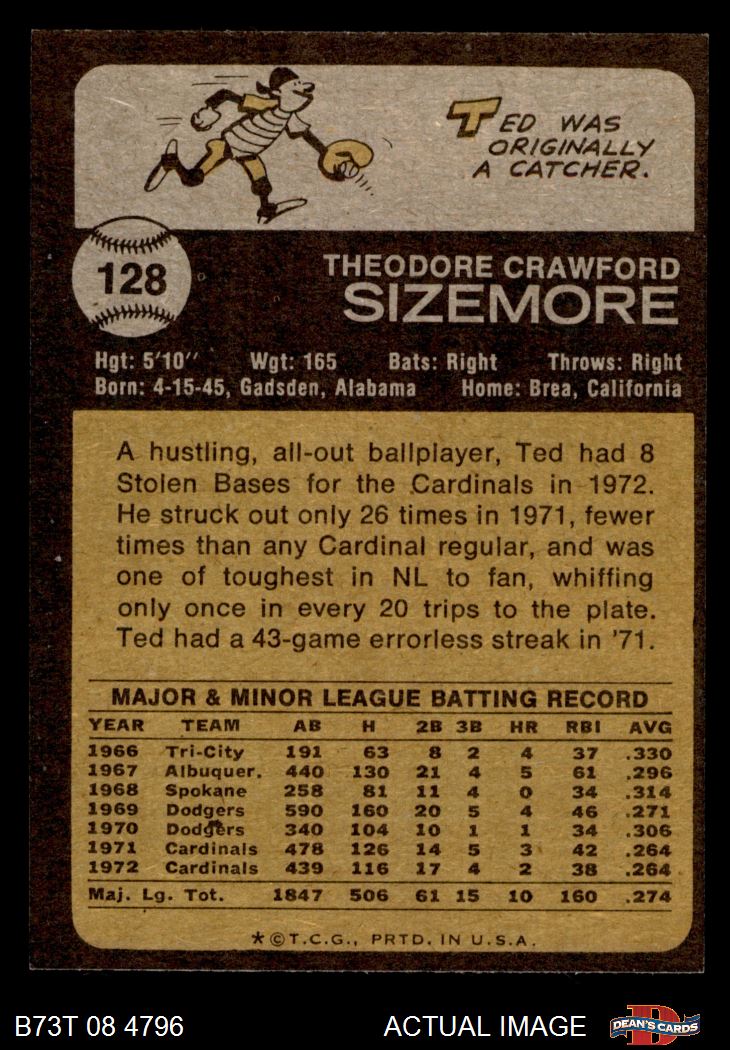 TED WAS
ORIGINALLY
A CATCHER.
128
THEODORE CRAWFORD
SIZEMORE
Hgt: 5'10" Wgt: 165 Bats: Right Throws: Right
Born: 4-15-45, Gadsden, Alabama Home: Brea, California
A hustling, all-out ballplayer, Ted had 8
Stolen Bases for the Cardinals in 1972.
He struck out only 26 times in 1971, fewer
times than any Cardinal regular, and was
one of toughest in NL to fan, whiffing
only once in every 20 trips to the plate.
Ted had a 43-game errorless streak in '71.
MAJOR & MINOR LEAGUE BATTING RECORD
YEAR TEAM AB H 2B 3B HR RBI AVG
1966 Tri-City 191 63 8 2 4 37 .330
1967 Albuquer. 440 130 21 4 5 61 .296
1968 Spokane 258 81 11 4 0 34 .314
1969 Dodgers 590 160 20 5 4 46 .271
1970 Dodgers 340 104 10 1 1 34 .306
1971 Cardinals 478 126 14 5 3 42 .264
1972 Cardinals 439 116 17 4 2 38 .264
Maj. Lg. Tot. 1847 506 61 15 10 160 .274
*©T.C.G., PRTD. IN U.S.A.
B73T 08 4796 ACTUAL IMAGE DEAN'S CARDS